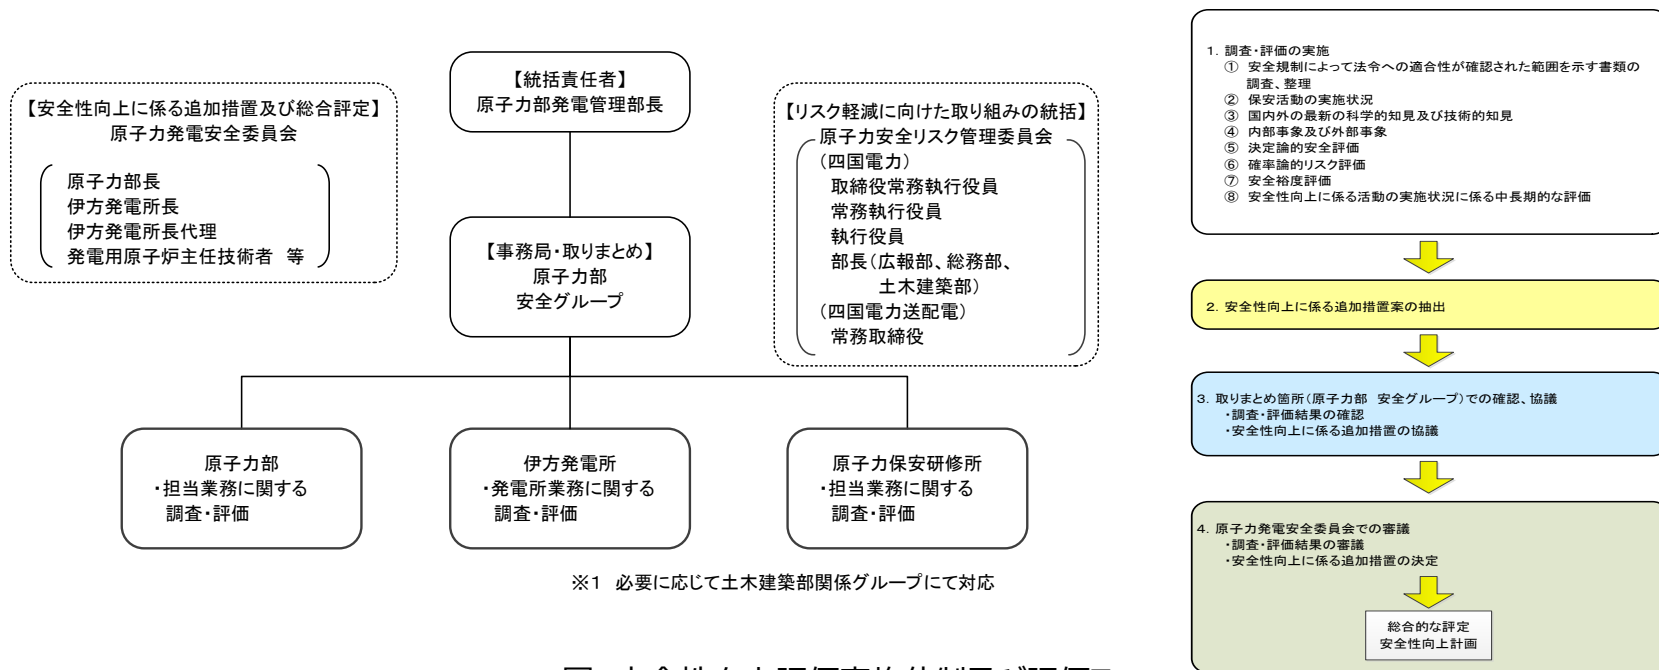 【安全性向上に係る追加措置及び総合評定】
原子力発電安全委員会
原子力部長
伊方発電所長
伊方発電所長代理
発電用原子炉主任技術者 等
【統括責任者】
原子力部発電管理部長
【事務局・取りまとめ】
原子力部
安全グループ
【リスク軽減に向けた取り組みの統括】
原子力安全リスク管理委員会
(四国電力)
取締役常務執行役員
常務執行役員
執行役員
部長(広報部、総務部、
土木建築部)
(四国電力送配電)
常務取締役
原子力部
・担当業務に関する
調査・評価
伊方発電所
・発電所業務に関する
調査・評価
原子力保安研修所
・担当業務に関する
調査・評価
※1 必要に応じて土木建築部関係グループにて対応
1. 調査・評価の実施
① 安全規制によって法令への適合性が確認された範囲を示す書類の
調査、整理
② 保安活動の実施状況
③ 国内外の最新の科学的知見及び技術的知見
④ 内部事象及び外部事象
⑤ 決定論的安全評価
⑥ 確率論的リスク評価
⑦ 安全裕度評価
⑧ 安全性向上に係る活動の実施状況に係る中長期的な評価
2. 安全性向上に係る追加措置案の抽出
3. 取りまとめ箇所(原子力部 安全グループ)での確認、協議
・調査・評価結果の確認
・安全性向上に係る追加措置の協議
4. 原子力発電安全委員会での審議
・調査・評価結果の審議
・安全性向上に係る追加措置の決定
総合的な評定
安全性向上計画